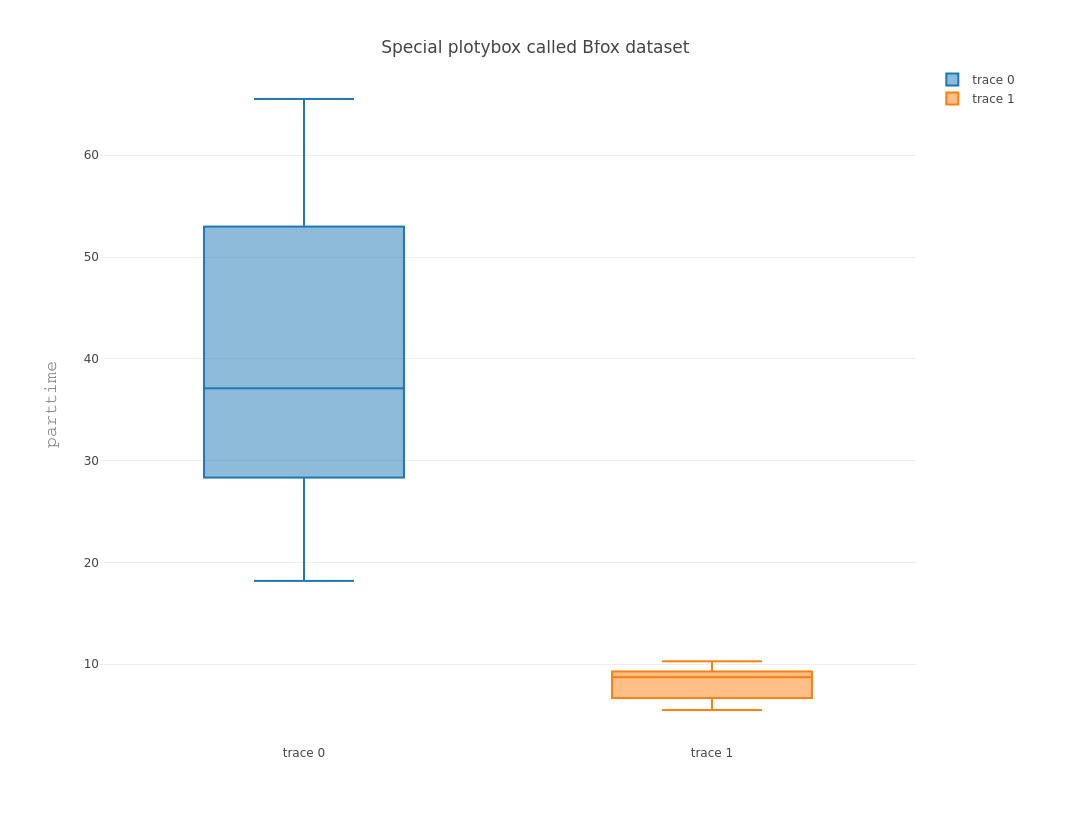 Special plotybox called Bfox dataset
trace 0
trace 1
60
50
40
30
20
10
parttime
trace 0
trace 1